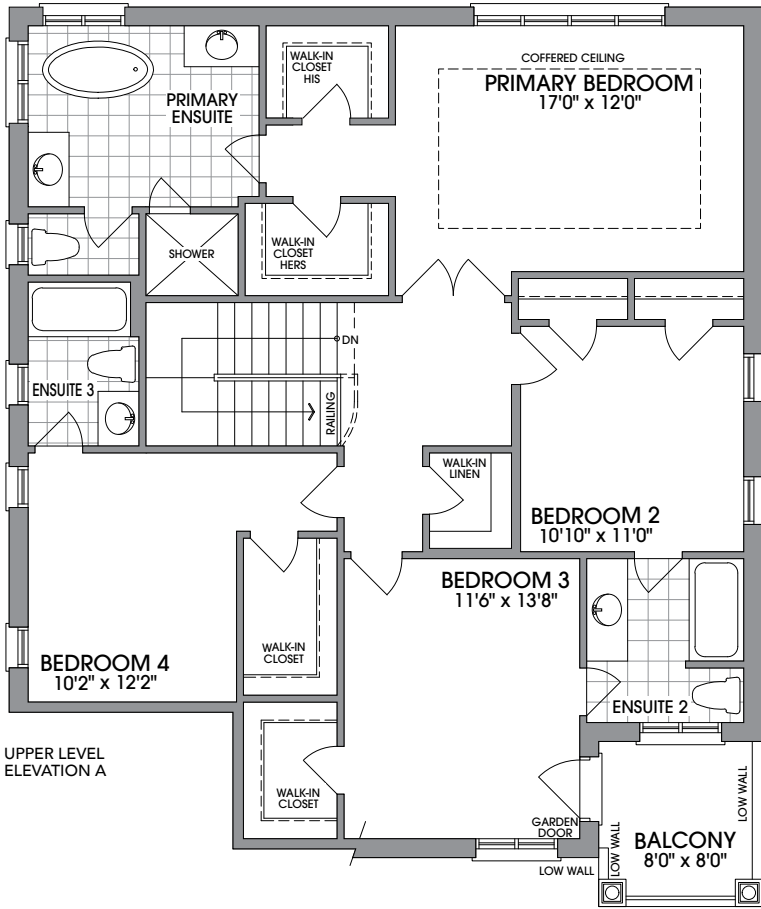 COFFERED CEILING
PRIMARY BEDROOM
17'0" x 12'0"
WALK-IN
CLOSET
HIS
PRIMARY
ENSUITE
WALK-IN
CLOSET
HERS
SHOWER
DN
RAILING
ENSUITE 3
WALK-IN
LINEN
BEDROOM 2
10'10" x 11'0"
BEDROOM 3
11'6" x 13'8"
BEDROOM 4
10'2" x 12'2"
WALK-IN
CLOSET
ENSUITE 2
UPPER LEVEL
ELEVATION A
WALK-IN
CLOSET
GARDEN
DOOR
LOW WALL
LOW WALL
LOW WALL
BALCONY
8'0" x 8'0"